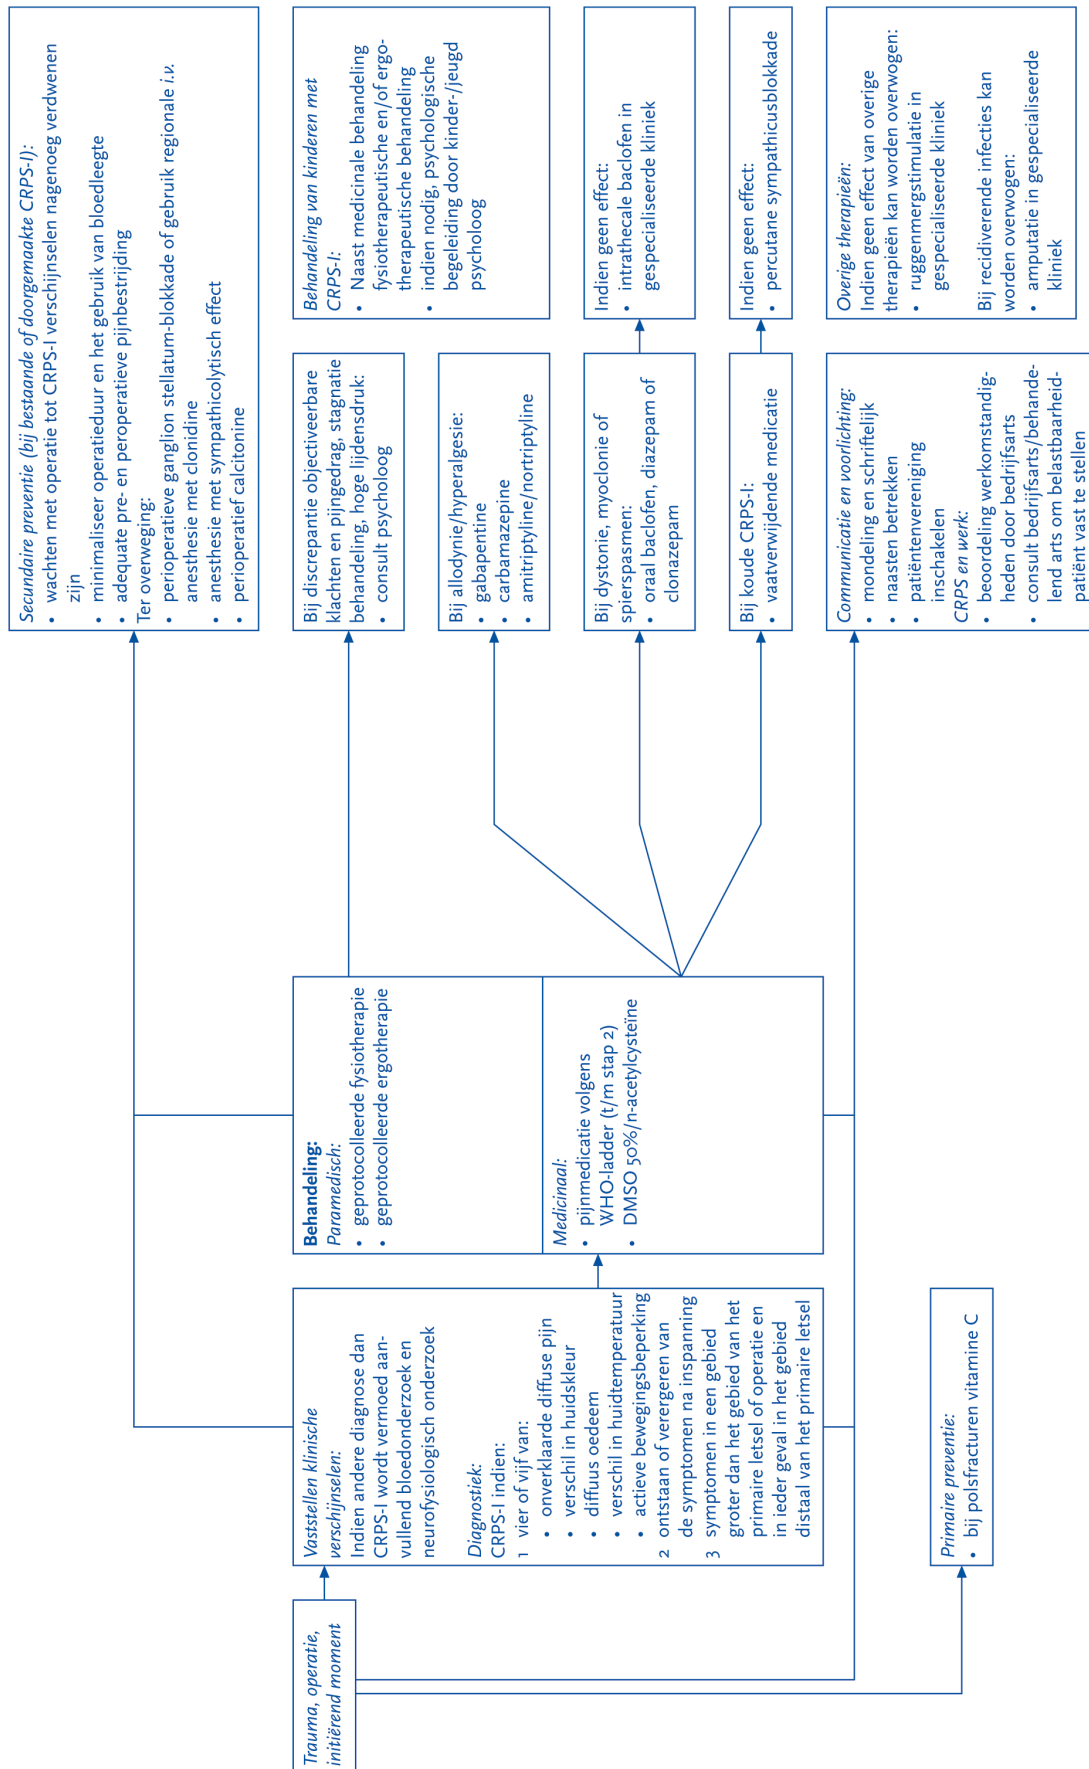 Trauma, operatie,
initiërend moment
Vaststellen klinische
verschijnselen:
Indien andere diagnose dan
CRPS-I wordt vermoed aan-
vullend bloedonderzoek en
neurofysiologisch onderzoek
Diagnostiek:
CRPS-I indien:
1 vier of vijf van:
• onverklaarde diffuse pijn
• verschil in huidskleur
• diffuus oedeem
• verschil in huidtemperatuur
• actieve bewegingsbeperking
2 ontstaan of verergeren van
de symptomen na inspanning
3 symptomen in een gebied
groter dan het gebied van het
primaire letsel of operatie en
in ieder geval in het gebied
distaal van het primaire letsel
Primaire preventie:
• bij polsfracturen vitamine C
Behandeling:
Paramedisch:
• geprotocolleerde fysiotherapie
• geprotocolleerde ergotherapie
Medicinaal:
• pijnmedicatie volgens
WHO-ladder (t/m stap 2)
• DMSO 50%/n-acetylcysteïne
Secundaire preventie (bij bestaande of doorgemaakte CRPS-I):
• wachten met operatie tot CRPS-I verschijnselen nagenoeg verdwenen
zijn
• minimaliseer operatieduur en het gebruik van bloedleegte
• adequate pre- en peroperatieve pijnbestrijding
Ter overweging:
• perioperatieve ganglion stellatum-blokkade of gebruik regionale i.v.
anesthesie met clonidine
• anesthesie met sympathicolytisch effect
• perioperatief calcitonine
Bij discrepantie objectiveerbare
klachten en pijngedrag, stagnatie
behandeling, hoge lijdensdruk:
• consult psycholoog
Behandeling van kinderen met
CRPS-I:
• Naast medicinale behandeling
fysiotherapeutische en/of ergo-
therapeutische behandeling
• indien nodig, psychologische
begeleiding door kinder-/jeugd
psycholoog
Bij allodynie/hyperalgesie:
• gabapentine
• carbamazepine
• amitriptyline/nortriptyline
Bij dystonie, myoclonie of
spierspasmen:
• oraal baclofen, diazepam of
clonazepam
Indien geen effect:
• intrathecale baclofen in
gespecialiseerde kliniek
Bij koude CRPS-I:
• vaatverwijdende medicatie
Indien geen effect:
• percutane sympathicusblokkade
Communicatie en voorlichting:
• mondeling en schriftelijk
• naasten betrekken
• patiëntenvereniging
inschakelen
CRPS en werk:
• beoordeling werkomstandig-
heden door bedrijfsarts
• consult bedrijfsarts/behande-
lend arts om belastbaarheid-
patiënt vast te stellen
Overige therapieën:
Indien geen effect van overige
therapieën kan worden overwogen:
• ruggenmergstimulatie in
gespecialiseerde kliniek
Bij recidiverende infecties kan
worden overwogen:
• amputatie in gespecialiseerde
kliniek